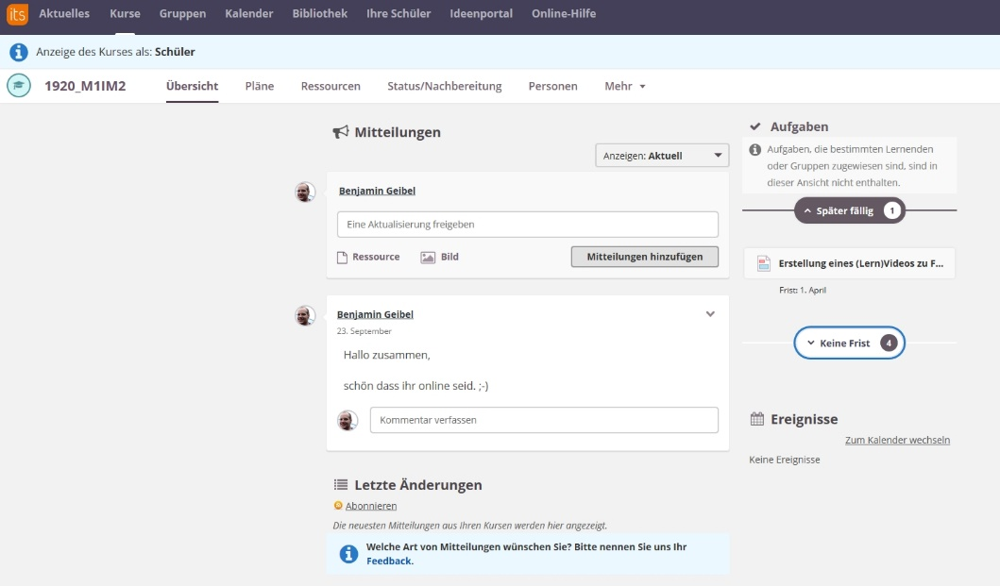 its Aktuelles Kurse Gruppen Kalender Bibliothek Ihre Schüler Ideenportal Online-Hilfe
Anzeige des Kurses als: Schüler
1920_M1IM2 Übersicht Pläne Ressourcen Status/Nachbereitung Personen Mehr
Mitteilungen
Anzeigen: Aktuell
Benjamin Geibel
Eine Aktualisierung freigeben
Ressource Bild Mitteilungen hinzufügen
Benjamin Geibel
23. September
Hallo zusammen,
schön dass ihr online seid. ;-)
Kommentar verfassen
Letzte Änderungen
Abonnieren
Die neuesten Mitteilungen aus Ihren Kursen werden hier angezeigt.
Welche Art von Mitteilungen wünschen Sie? Bitte nennen Sie uns Ihr
Feedback.
Aufgaben
Aufgaben, die bestimmten Lernenden
oder Gruppen zugewiesen sind, sind in
dieser Ansicht nicht enthalten.
Später fällig 1
Erstellung eines (Lern)Videos zu F...
Frist: 1. April
Keine Frist 4
Ereignisse
Zum Kalender wechseln
Keine Ereignisse